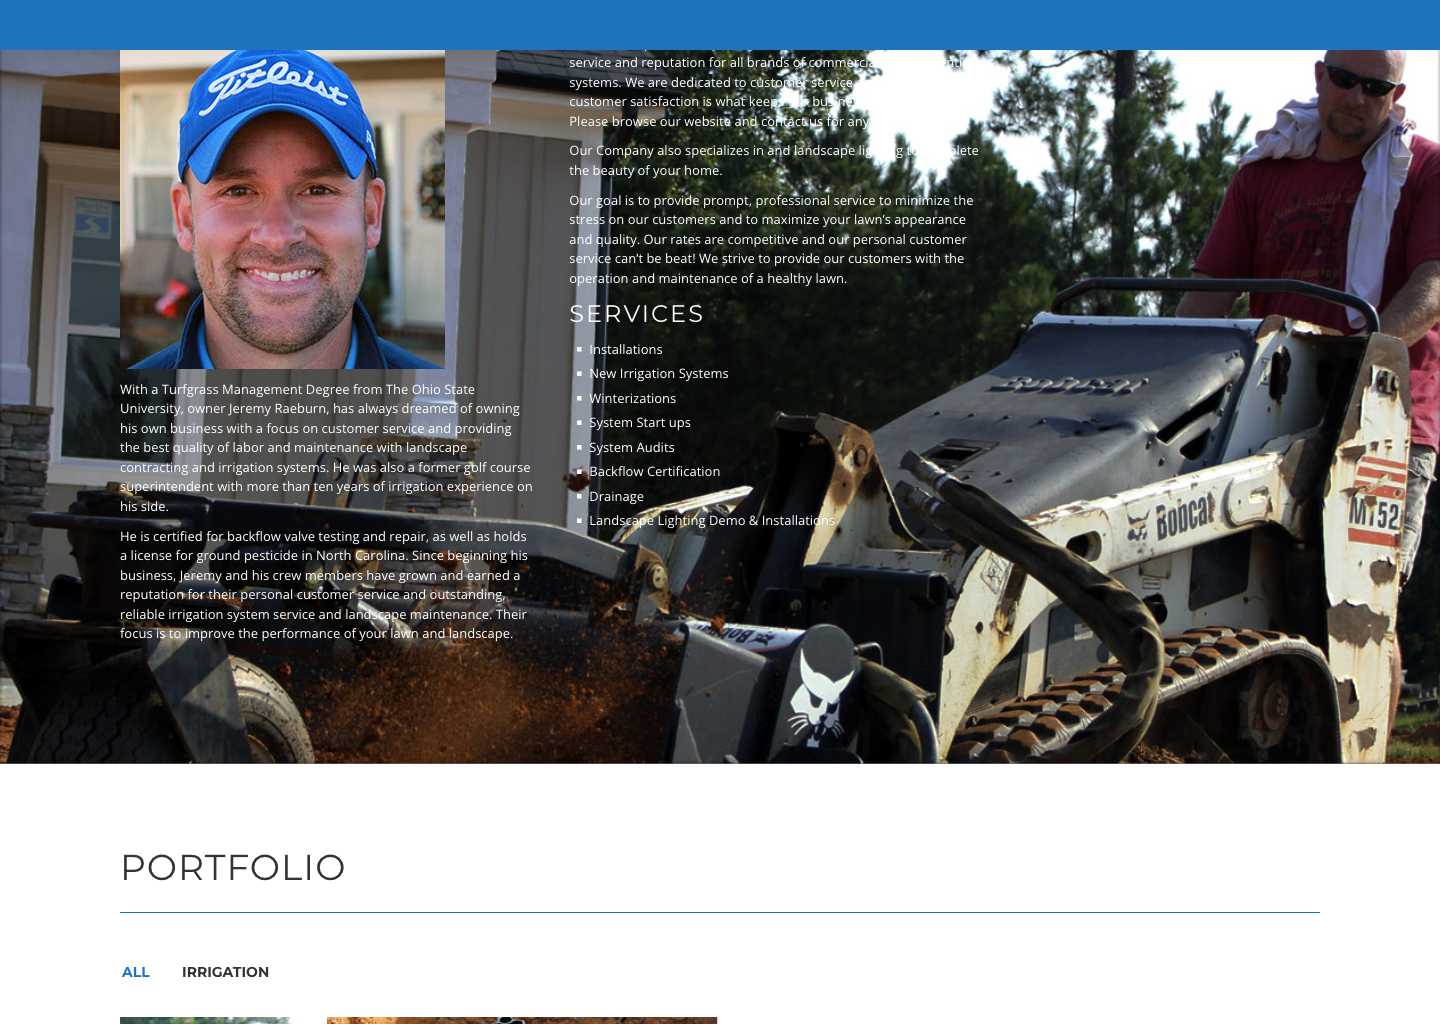 Titleist
service and reputation for all brands of
systems. We are dedicated to customer service
customer satisfaction is what keeps
Please browse our website and contact us for any
Our Company also specializes in and landscape lighting to complete
the beauty of your home.
Our goal is to provide prompt, professional service to minimize the
stress on our customers and to maximize your lawn's appearance
and quality. Our rates are competitive and our personal customer
service can't be beat! We strive to provide our customers with the
operation and maintenance of a healthy lawn.
SERVICES
Installations
New Irrigation Systems
Winterizations
System Start ups
System Audits
Backflow Certification
Drainage
Landscape Lighting Demo & Installations
With a Turfgrass Management Degree from The Ohio State
University, owner Jeremy Raeburn, has always dreamed of owning
his own business with a focus on customer service and providing
the best quality of labor and maintenance with landscape
contracting and irrigation systems. He was also a former golf course
superintendent with more than ten years of irrigation experience on
his side.
He is certified for backflow valve testing and repair, as well as holds
a license for ground pesticide in North Carolina. Since beginning his
business, Jeremy and his crew members have grown and earned a
reputation for their personal customer service and outstanding,
reliable irrigation system service and landscape maintenance. Their
focus is to improve the performance of your lawn and landscape.
Bobcat
MT52
Bobcat
PORTFOLIO
ALL IRRIGATION